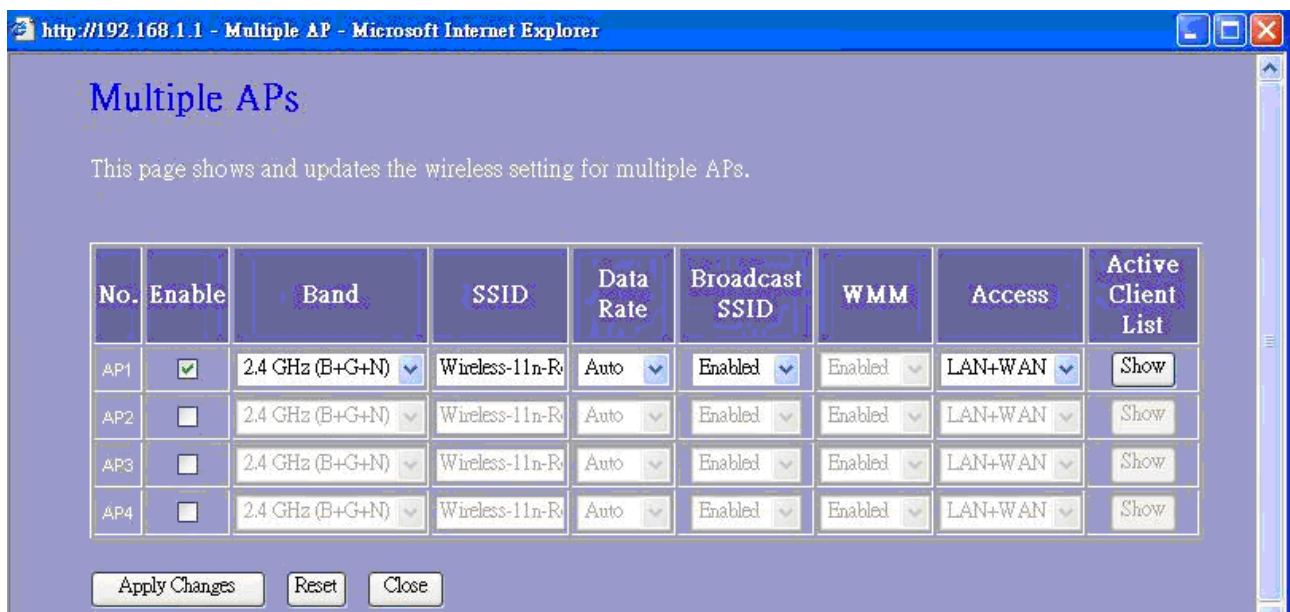 http://192.168.1.1 - Multiple AP - Microsoft Internet Explorer
Multiple APs
This page shows and updates the wireless setting for multiple APs.
No. Enable Band SSID Data Rate Broadcast SSID WMM Access Active Client List
AP1 2.4 GHz (B+G+N) Wireless-11n-R Auto Enabled Enabled LAN+WAN Show
AP2 2.4 GHz (B+G+N) Wireless-11n-R Auto Enabled Enabled LAN+WAN Show
AP3 2.4 GHz (B+G+N) Wireless-11n-R Auto Enabled Enabled LAN+WAN Show
AP4 2.4 GHz (B+G+N) Wireless-11n-R Auto Enabled Enabled LAN+WAN Show
Apply Changes Reset Close